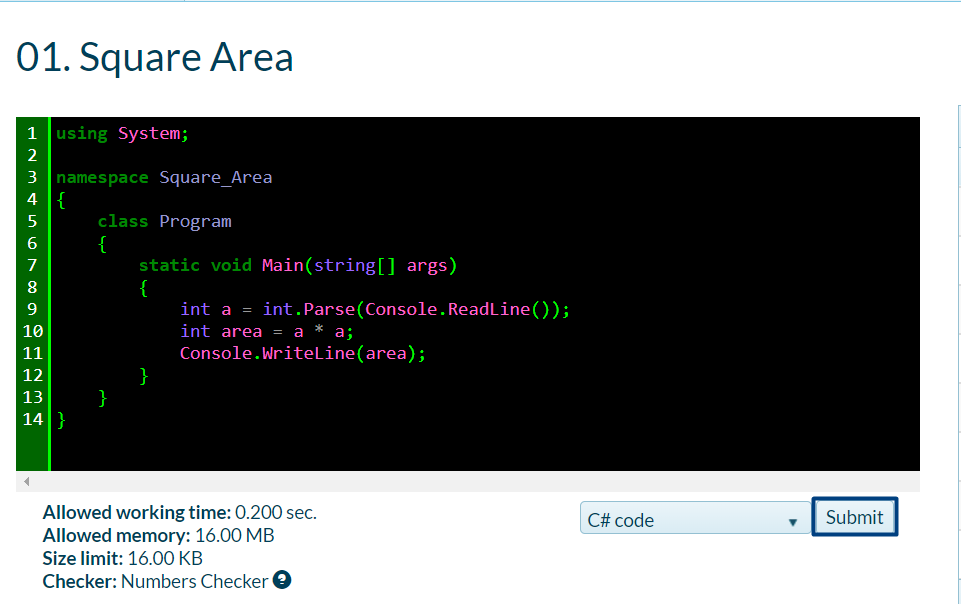 01. Square Area
1 using System;
2
3 namespace Square_Area
4 {
5     class Program
6     {
7         static void Main(string[] args)
8         {
9             int a = int.Parse(Console.ReadLine());
10             int area = a * a;
11             Console.WriteLine(area);
12         }
13     }
14 }
Allowed working time: 0.200 sec.
Allowed memory: 16.00 MB
Size limit: 16.00 KB
Checker: Numbers Checker ?
C# code
Submit